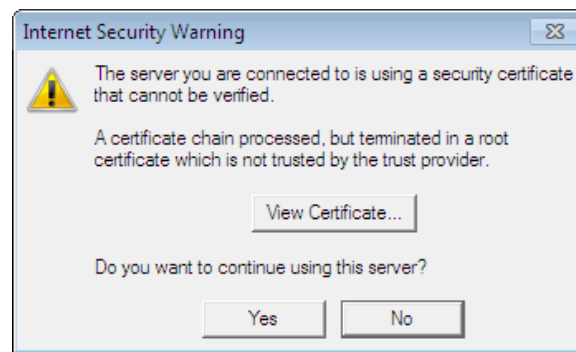 Internet Security Warning
The server you are connected to is using a security certificate
that cannot be verified.
A certificate chain processed, but terminated in a root
certificate which is not trusted by the trust provider.
View Certificate...
Do you want to continue using this server?
Yes
No